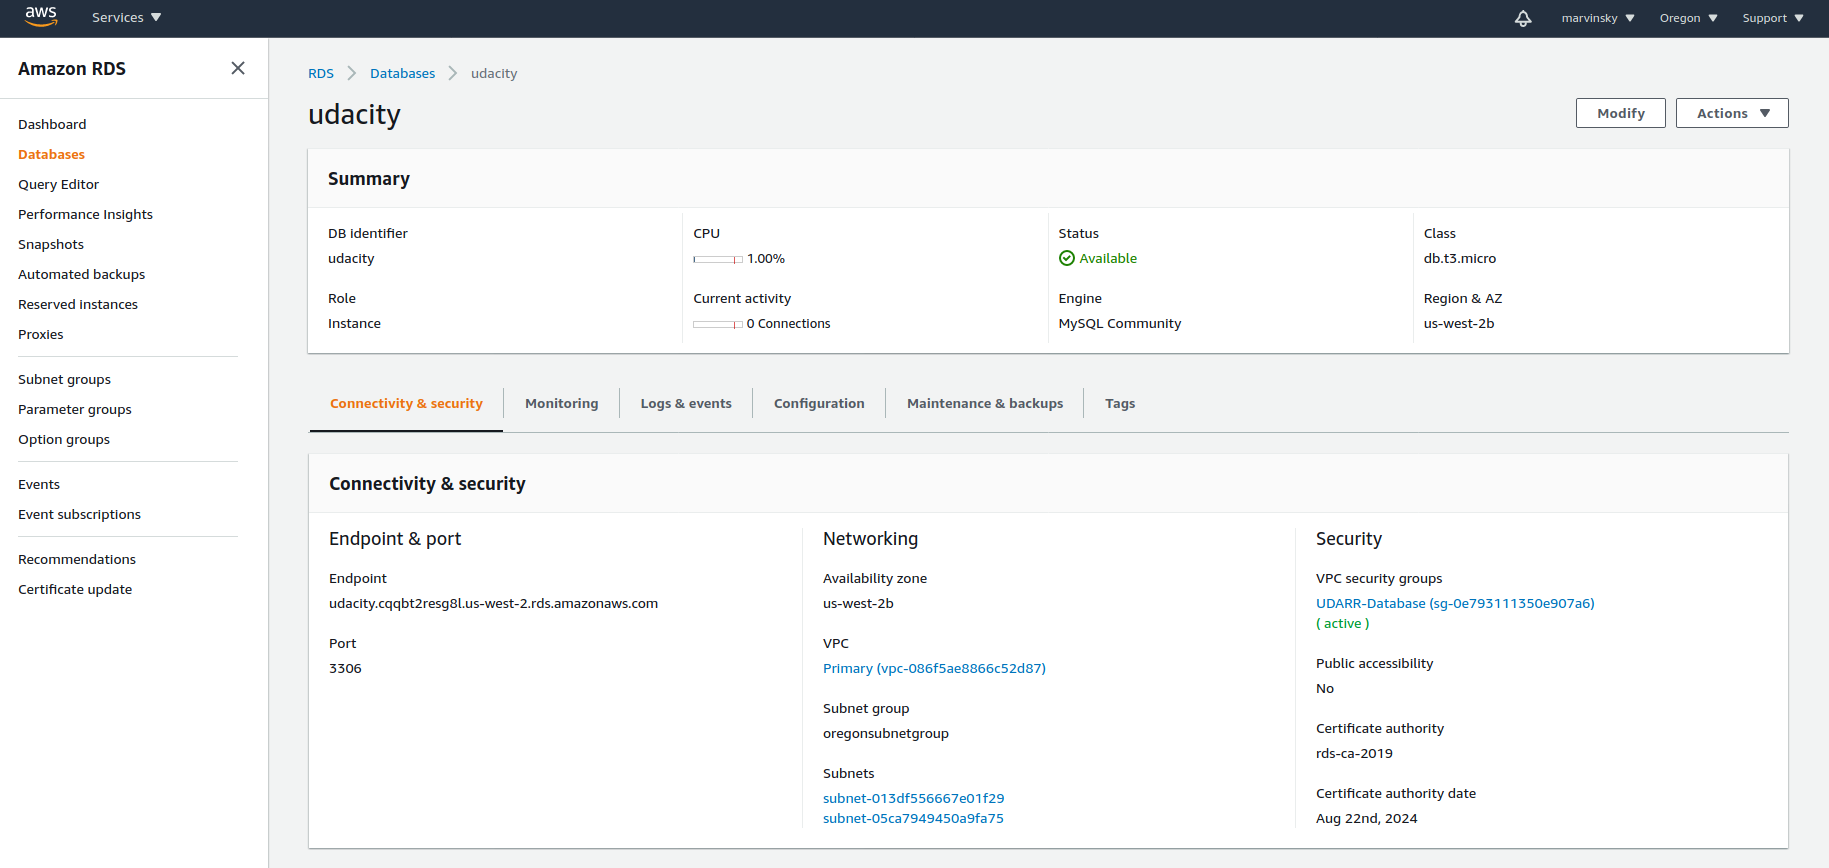 aws
Services
marvinsky
Oregon
Support
Amazon RDS
Dashboard
Databases
Query Editor
Performance Insights
Snapshots
Automated backups
Reserved instances
Proxies
Subnet groups
Parameter groups
Option groups
Events
Event subscriptions
Recommendations
Certificate update
RDS > Databases > udacity
udacity
Modify
Actions
Summary
DB identifier
udacity
CPU
1.00%
Status
Available
Class
db.t3.micro
Role
Instance
Current activity
0 Connections
Engine
MySQL Community
Region & AZ
us-west-2b
Connectivity & security
Monitoring
Logs & events
Configuration
Maintenance & backups
Tags
Connectivity & security
Endpoint & port
Endpoint
udacity.cqqbt2resg8l.us-west-2.rds.amazonaws.com
Port
3306
Networking
Availability zone
us-west-2b
VPC
Primary (vpc-086f5ae8866c52d87)
Subnet group
oregonsubnetgroup
Subnets
subnet-013df556667e01f29
subnet-05ca7949450a9fa75
Security
VPC security groups
UDARR-Database (sg-0e793111350e907a6)
( active )
Public accessibility
No
Certificate authority
rds-ca-2019
Certificate authority date
Aug 22nd, 2024